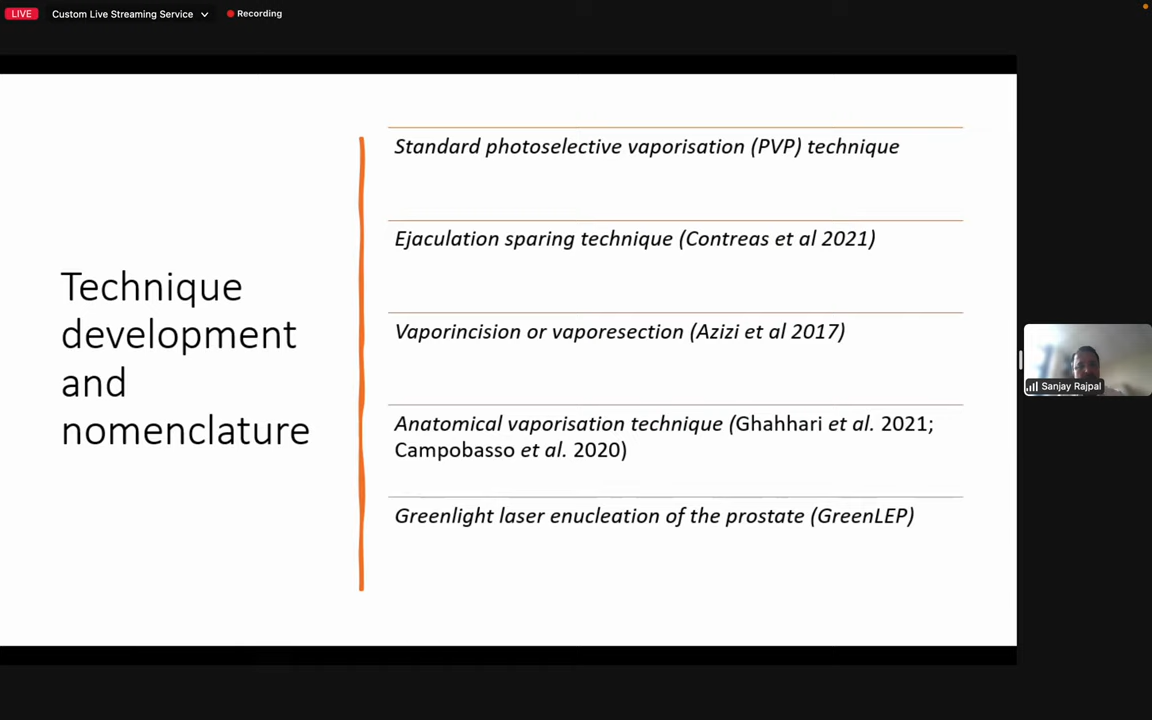 LIVE
Custom Live Streaming Service
Recording
Technique
development
and
nomenclature
Standard photoselective vaporisation (PVP) technique
Ejaculation sparing technique (Contreas et al 2021)
Vaporincision or vaporesection (Azizi et al 2017)
Anatomical vaporisation technique (Ghahhari et al. 2021;
Campobasso et al. 2020)
Greenlight laser enucleation of the prostate (GreenLEP)
Sanjay Rajpal